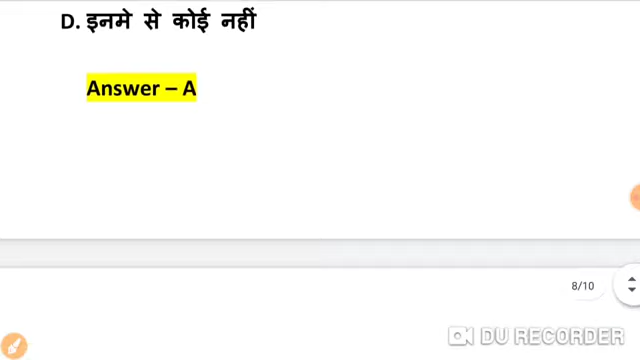 D. इनमे से कोई नहीं
Answer – A
8/10
DU RECORDER